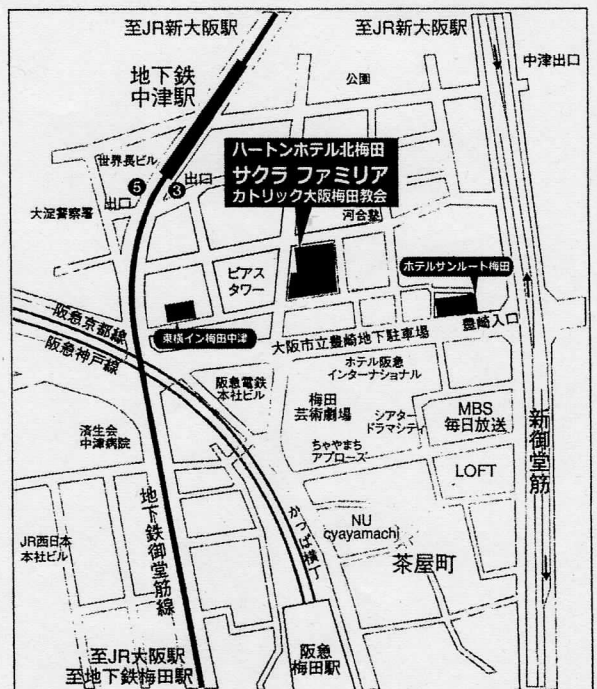 至JR新大阪駅
至JR新大阪駅
地下鉄
中津駅
中津出口
公園
ハートンホテル北梅田
サクラ ファミリア
カトリック大阪梅田教会
世界長ビル
5
出口
3
出口
大淀警察署
河合塾
ピアス
タワー
ホテルサンルート梅田
阪急京都線
阪急神戸線
東横イン梅田中津
大阪市立豊崎地下駐車場
豊崎入口
阪急電鉄
本社ビル
ホテル阪急
インターナショナル
梅田
芸術劇場
シアター
ドラマシティ
MBS
毎日放送
新御堂筋
済生会
中津病院
ちゃやまち
アプローズ
LOFT
地下鉄御堂筋線
かっぱ横丁
NU
cyayamachi
JR西日本
本社ビル
茶屋町
至JR大阪駅
至地下鉄梅田駅
阪急
梅田駅